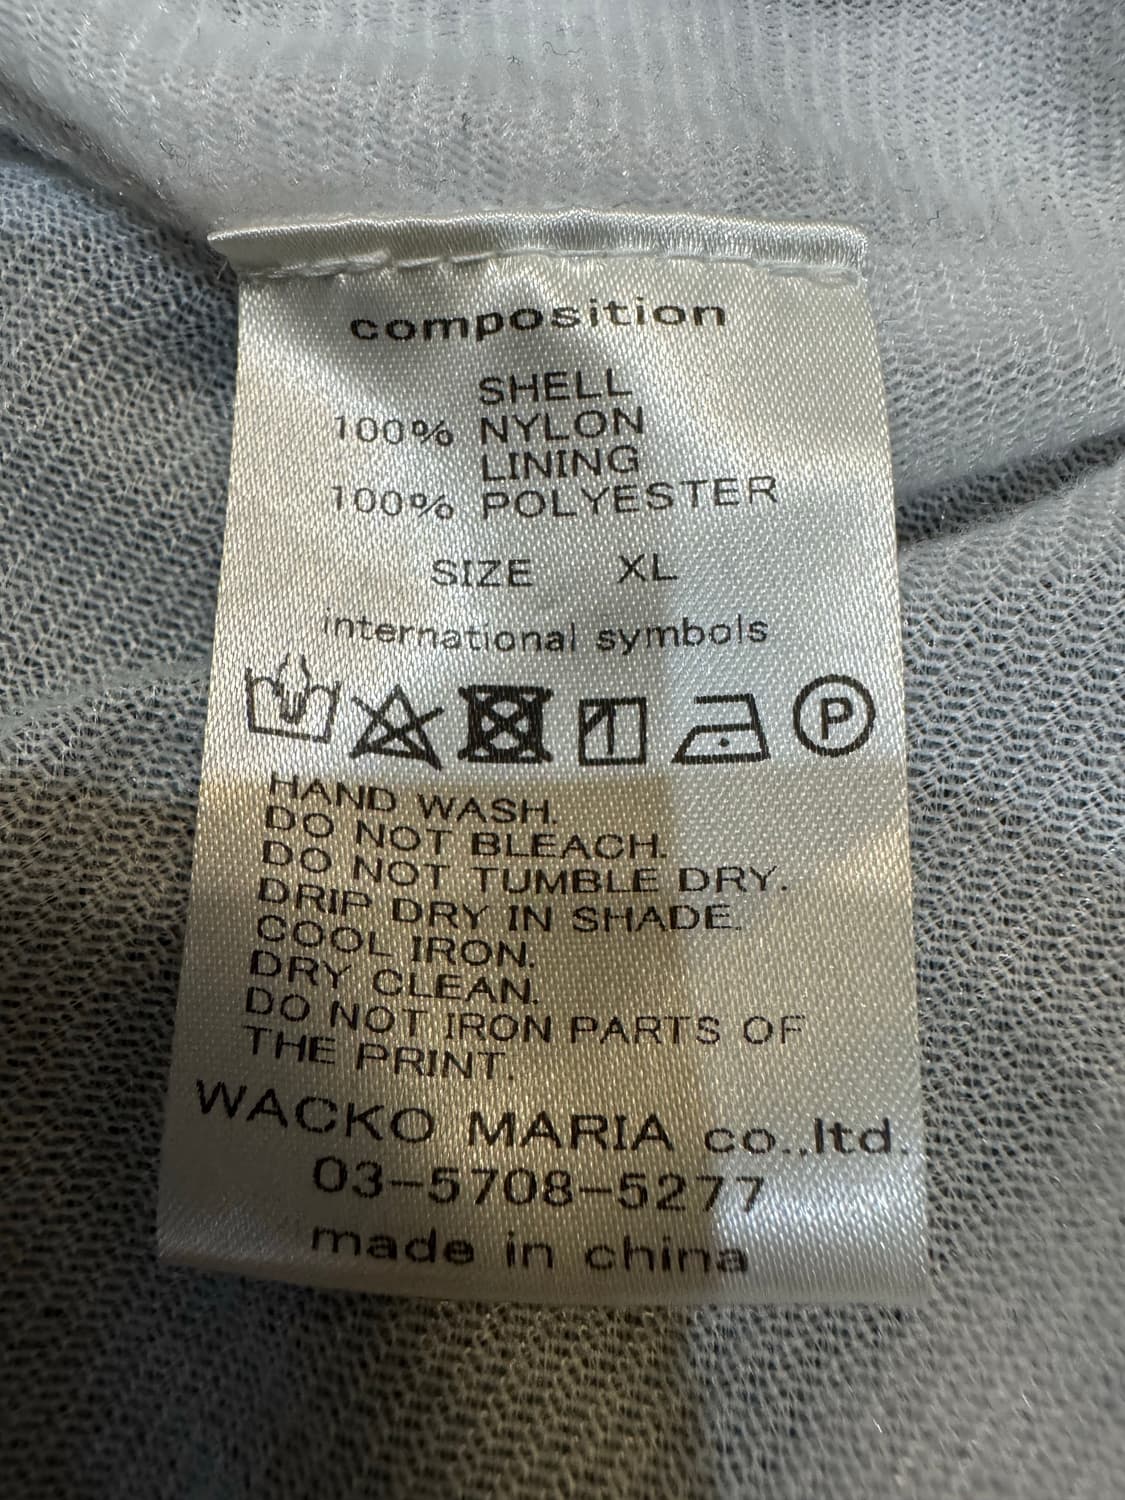 composition
SHELL
100% NYLON
LINING
100% POLYESTER
SIZE XL
international symbols
P
HAND WASH.
DO NOT BLEACH.
DO NOT TUMBLE DRY.
DRIP DRY IN SHADE.
COOL IRON.
DRY CLEAN.
DO NOT IRON PARTS OF
THE PRINT.
WACKO MARIA co.,ltd.
03-5708-5277
made in china